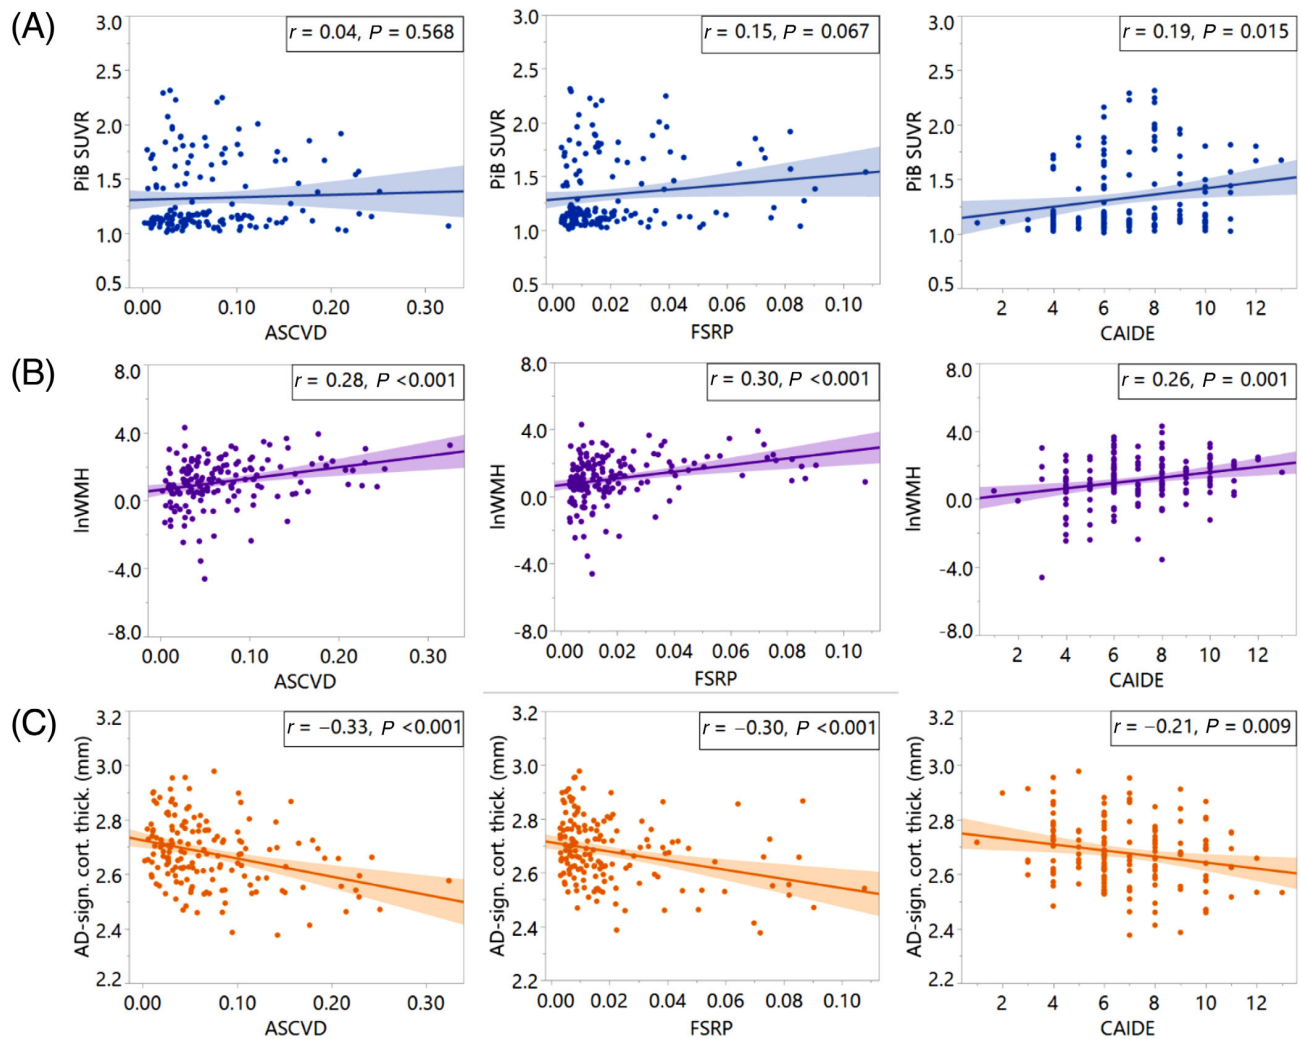 (A)
r = 0.04, P = 0.568
PiB SUVR
3.0
2.5
2.0
1.5
1.0
0.5
0.00 0.10 0.20 0.30
ASCVD
r = 0.15, P = 0.067
PiB SUVR
3.0
2.5
2.0
1.5
1.0
0.5
0.00 0.02 0.04 0.06 0.08 0.10
FSRP
r = 0.19, P = 0.015
PiB SUVR
3.0
2.5
2.0
1.5
1.0
0.5
2 4 6 8 10 12
CAIDE
(B)
r = 0.28, P <0.001
lnWMH
8.0
4.0
0.0
-4.0
-8.0
0.00 0.10 0.20 0.30
ASCVD
r = 0.30, P <0.001
lnWMH
8.0
4.0
0.0
-4.0
-8.0
0.00 0.02 0.04 0.06 0.08 0.10
FSRP
r = 0.26, P = 0.001
lnWMH
8.0
4.0
0.0
-4.0
-8.0
2 4 6 8 10 12
CAIDE
(C)
r = −0.33, P <0.001
AD-sign. cort. thick. (mm)
3.2
3.0
2.8
2.6
2.4
2.2
0.00 0.10 0.20 0.30
ASCVD
r = −0.30, P <0.001
AD-sign. cort. thick. (mm)
3.2
3.0
2.8
2.6
2.4
2.2
0.00 0.02 0.04 0.06 0.08 0.10
FSRP
r = −0.21, P = 0.009
AD-sign. cort. thick. (mm)
3.2
3.0
2.8
2.6
2.4
2.2
2 4 6 8 10 12
CAIDE